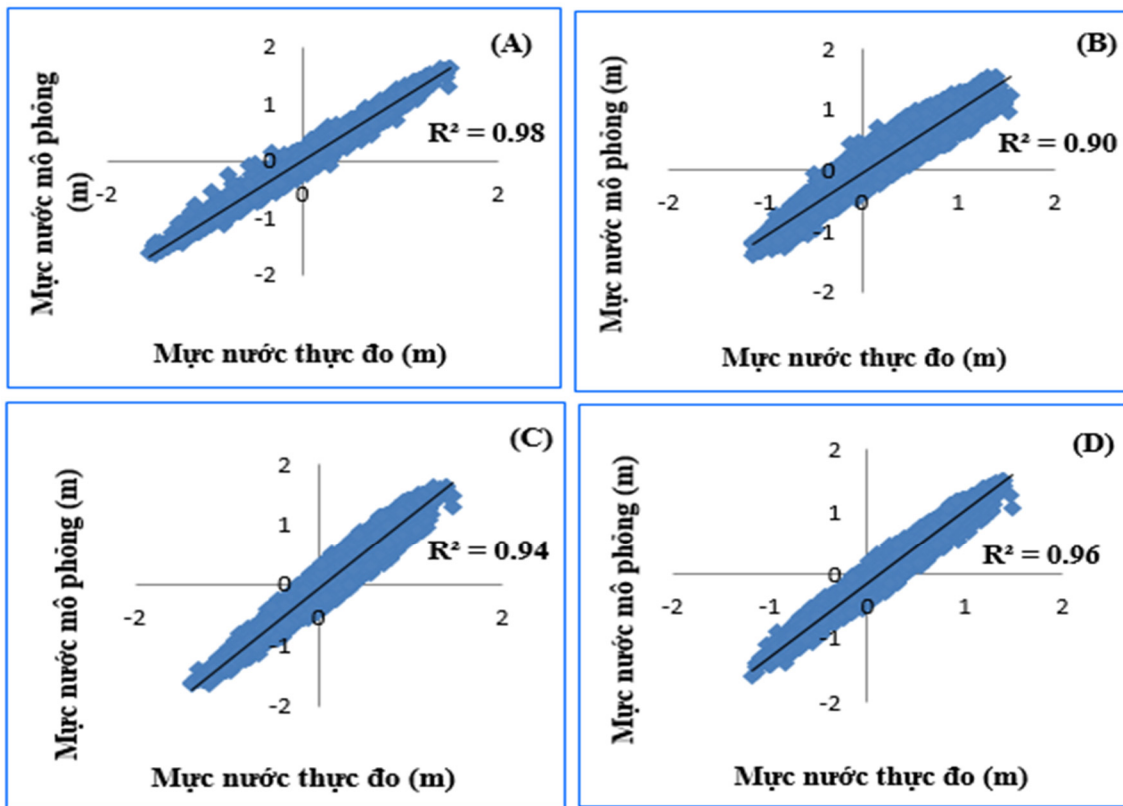 (A)
Mực nước mô phỏng
(m)
2
1
0
-1
-2
-2
0
2
R² = 0.98
Mực nước thực đo (m)
(B)
Mực nước mô phỏng (m)
2
1
0
-1
-2
-2
-1
0
1
2
R² = 0.90
Mực nước thực đo (m)
(C)
Mực nước mô phỏng (m)
2
1
0
-1
-2
-2
0
2
R² = 0.94
Mực nước thực đo (m)
(D)
Mực nước mô phỏng (m)
2
1
0
-1
-2
-2
-1
0
1
2
R² = 0.96
Mực nước thực đo (m)